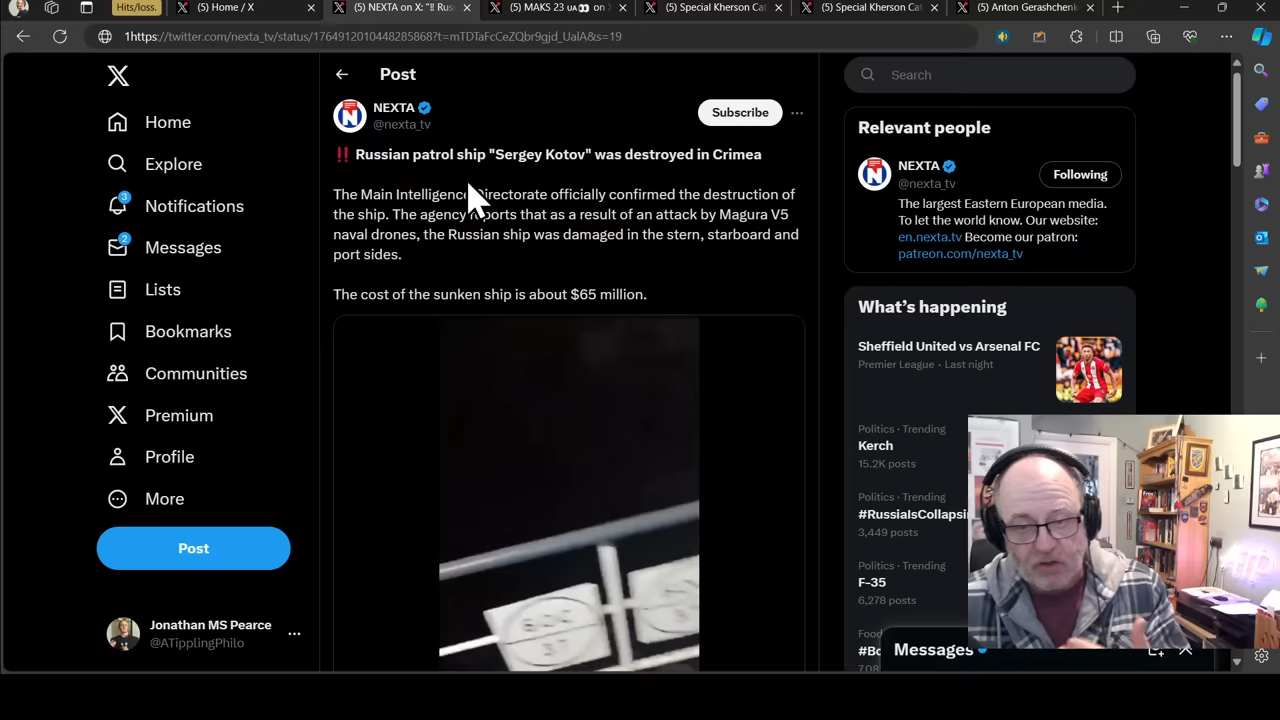 Hits/loss.
(5) Home / X
(5) NEXTA on X: "‼ Rus
(5) MAKS 23 UA👀 on X
(5) Special Kherson Cat
(5) Special Kherson Cat
(5) Anton Gerashchenk
1https://twitter.com/nexta_tv/status/1764912010448285868?t=mTDTaFcCeZQbr9gjd_UalA&s=19
Home
Explore
3
Notifications
2
Messages
Lists
Bookmarks
Communities
Premium
Profile
More
Post
Jonathan MS Pearce
@ATipplingPhilo
Post
NEXTA
@nexta_tv
Subscribe
‼ Russian patrol ship "Sergey Kotov" was destroyed in Crimea
The Main Intelligence Directorate officially confirmed the destruction of
the ship. The agency reports that as a result of an attack by Magura V5
naval drones, the Russian ship was damaged in the stern, starboard and
port sides.
The cost of the sunken ship is about $65 million.
Search
Relevant people
NEXTA
@nexta_tv
Following
The largest Eastern European media.
To let the world know. Our website:
en.nexta.tv Become our patron:
patreon.com/nexta_tv
What's happening
Sheffield United vs Arsenal FC
Premier League · Last night
Politics · Trending
Kerch
15.2K posts
Politics · Trending
#RussiaIsCollapsin
3,449 posts
Politics · Trending
F-35
6,278 posts
Messages